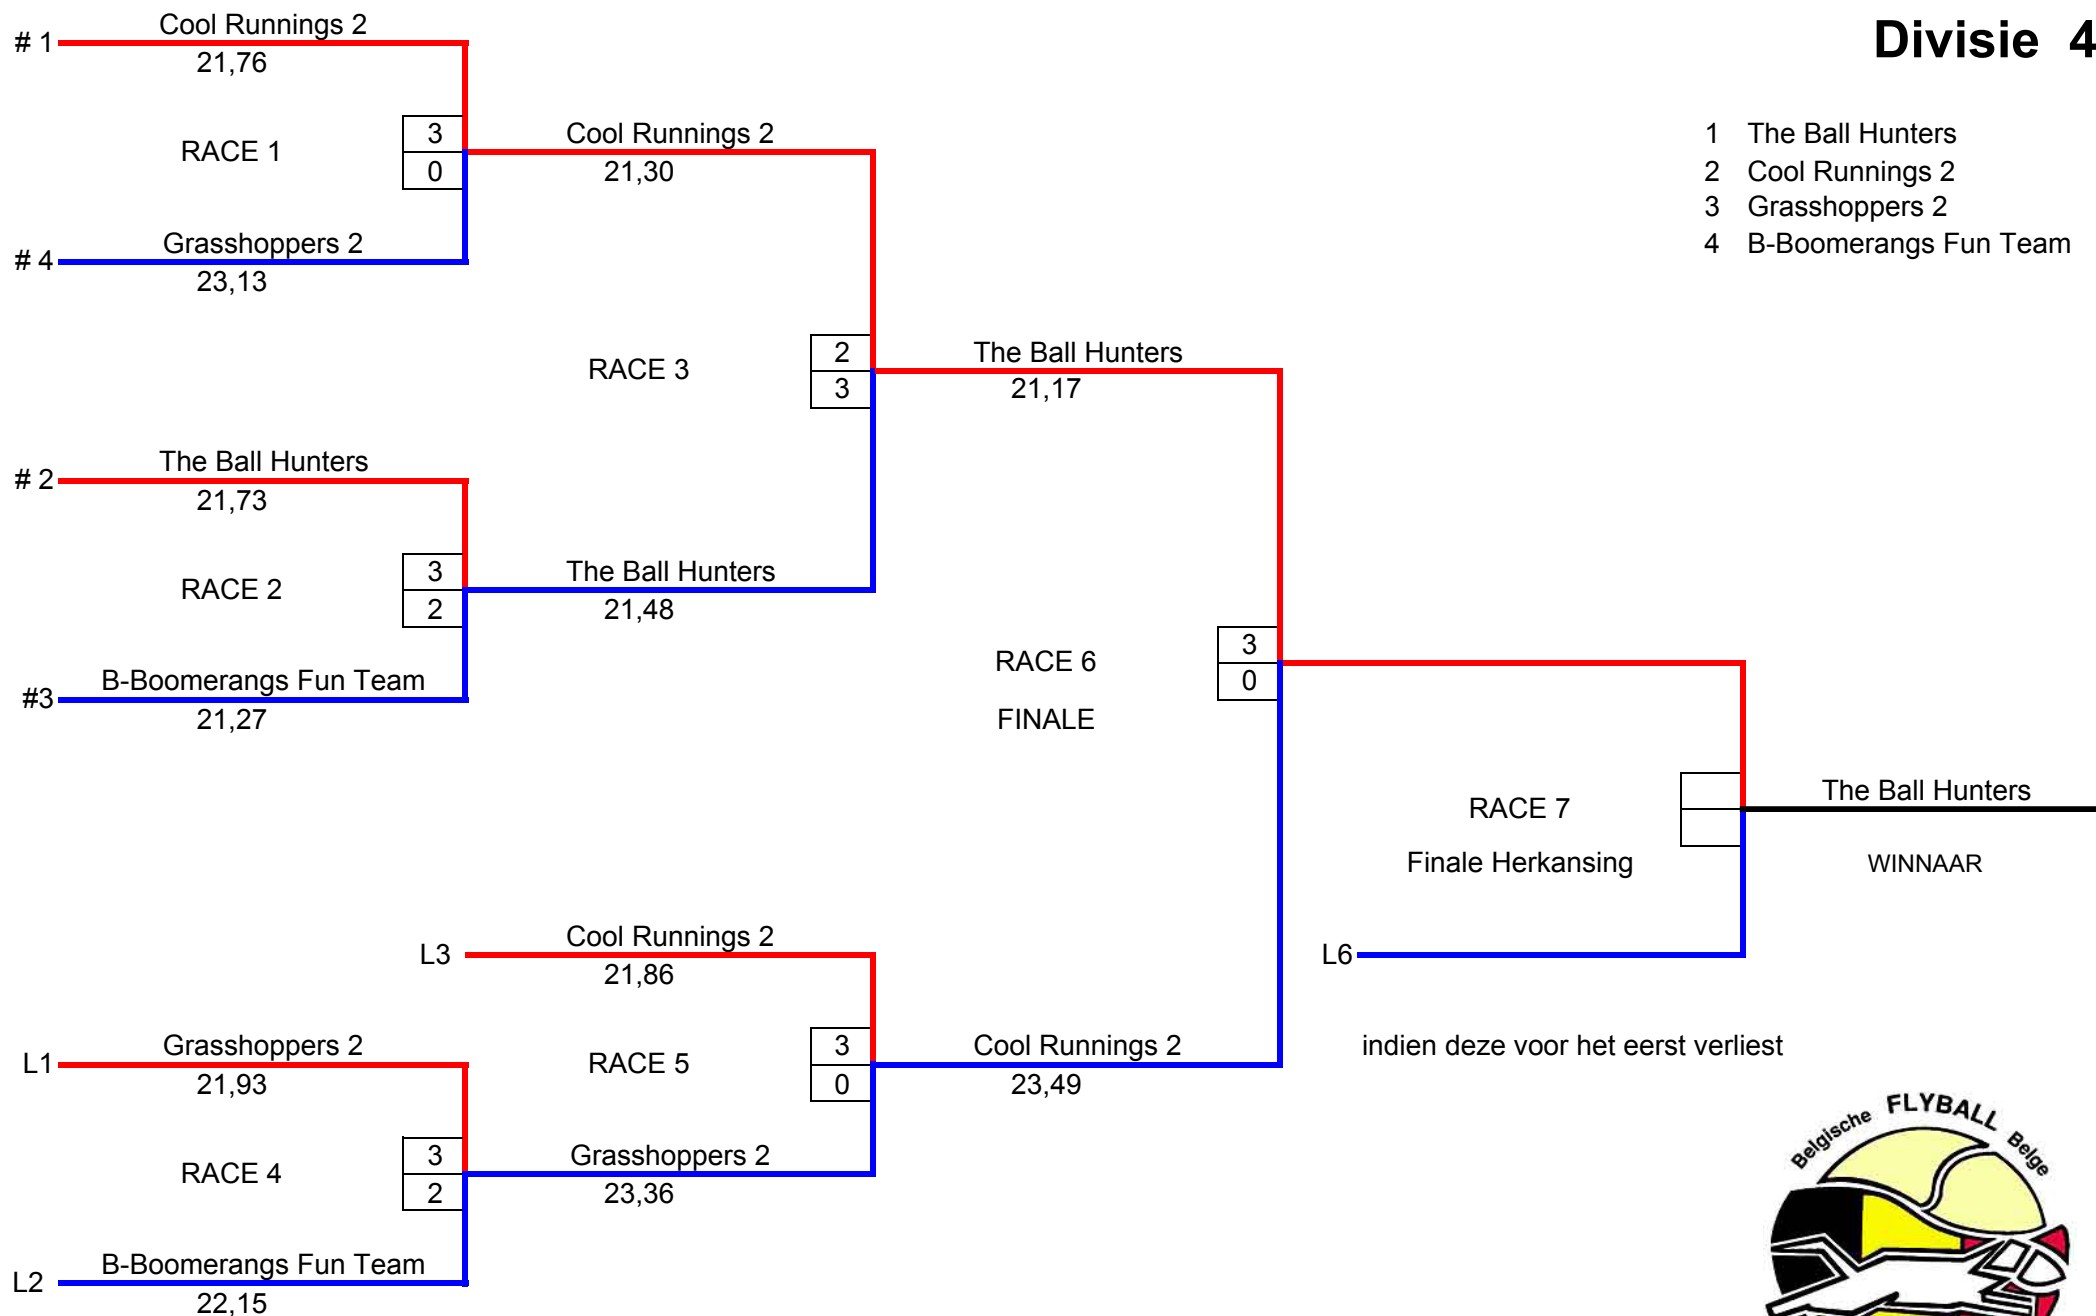 Divisie 4
1 The Ball Hunters
2 Cool Runnings 2
3 Grasshoppers 2
4 B-Boomerangs Fun Team
# 1
Cool Runnings 2
21,76
RACE 1
3
0
# 4
Grasshoppers 2
23,13
Cool Runnings 2
21,30
RACE 3
2
3
# 2
The Ball Hunters
21,73
RACE 2
3
2
#3
B-Boomerangs Fun Team
21,27
The Ball Hunters
21,48
The Ball Hunters
21,17
RACE 6
3
0
FINALE
RACE 7
Finale Herkansing
The Ball Hunters
WINNAAR
L6
indien deze voor het eerst verliest
L3
Cool Runnings 2
21,86
RACE 5
3
0
Cool Runnings 2
23,49
L1
Grasshoppers 2
21,93
RACE 4
3
2
Grasshoppers 2
23,36
L2
B-Boomerangs Fun Team
22,15
Belgische FLYBALL Belge